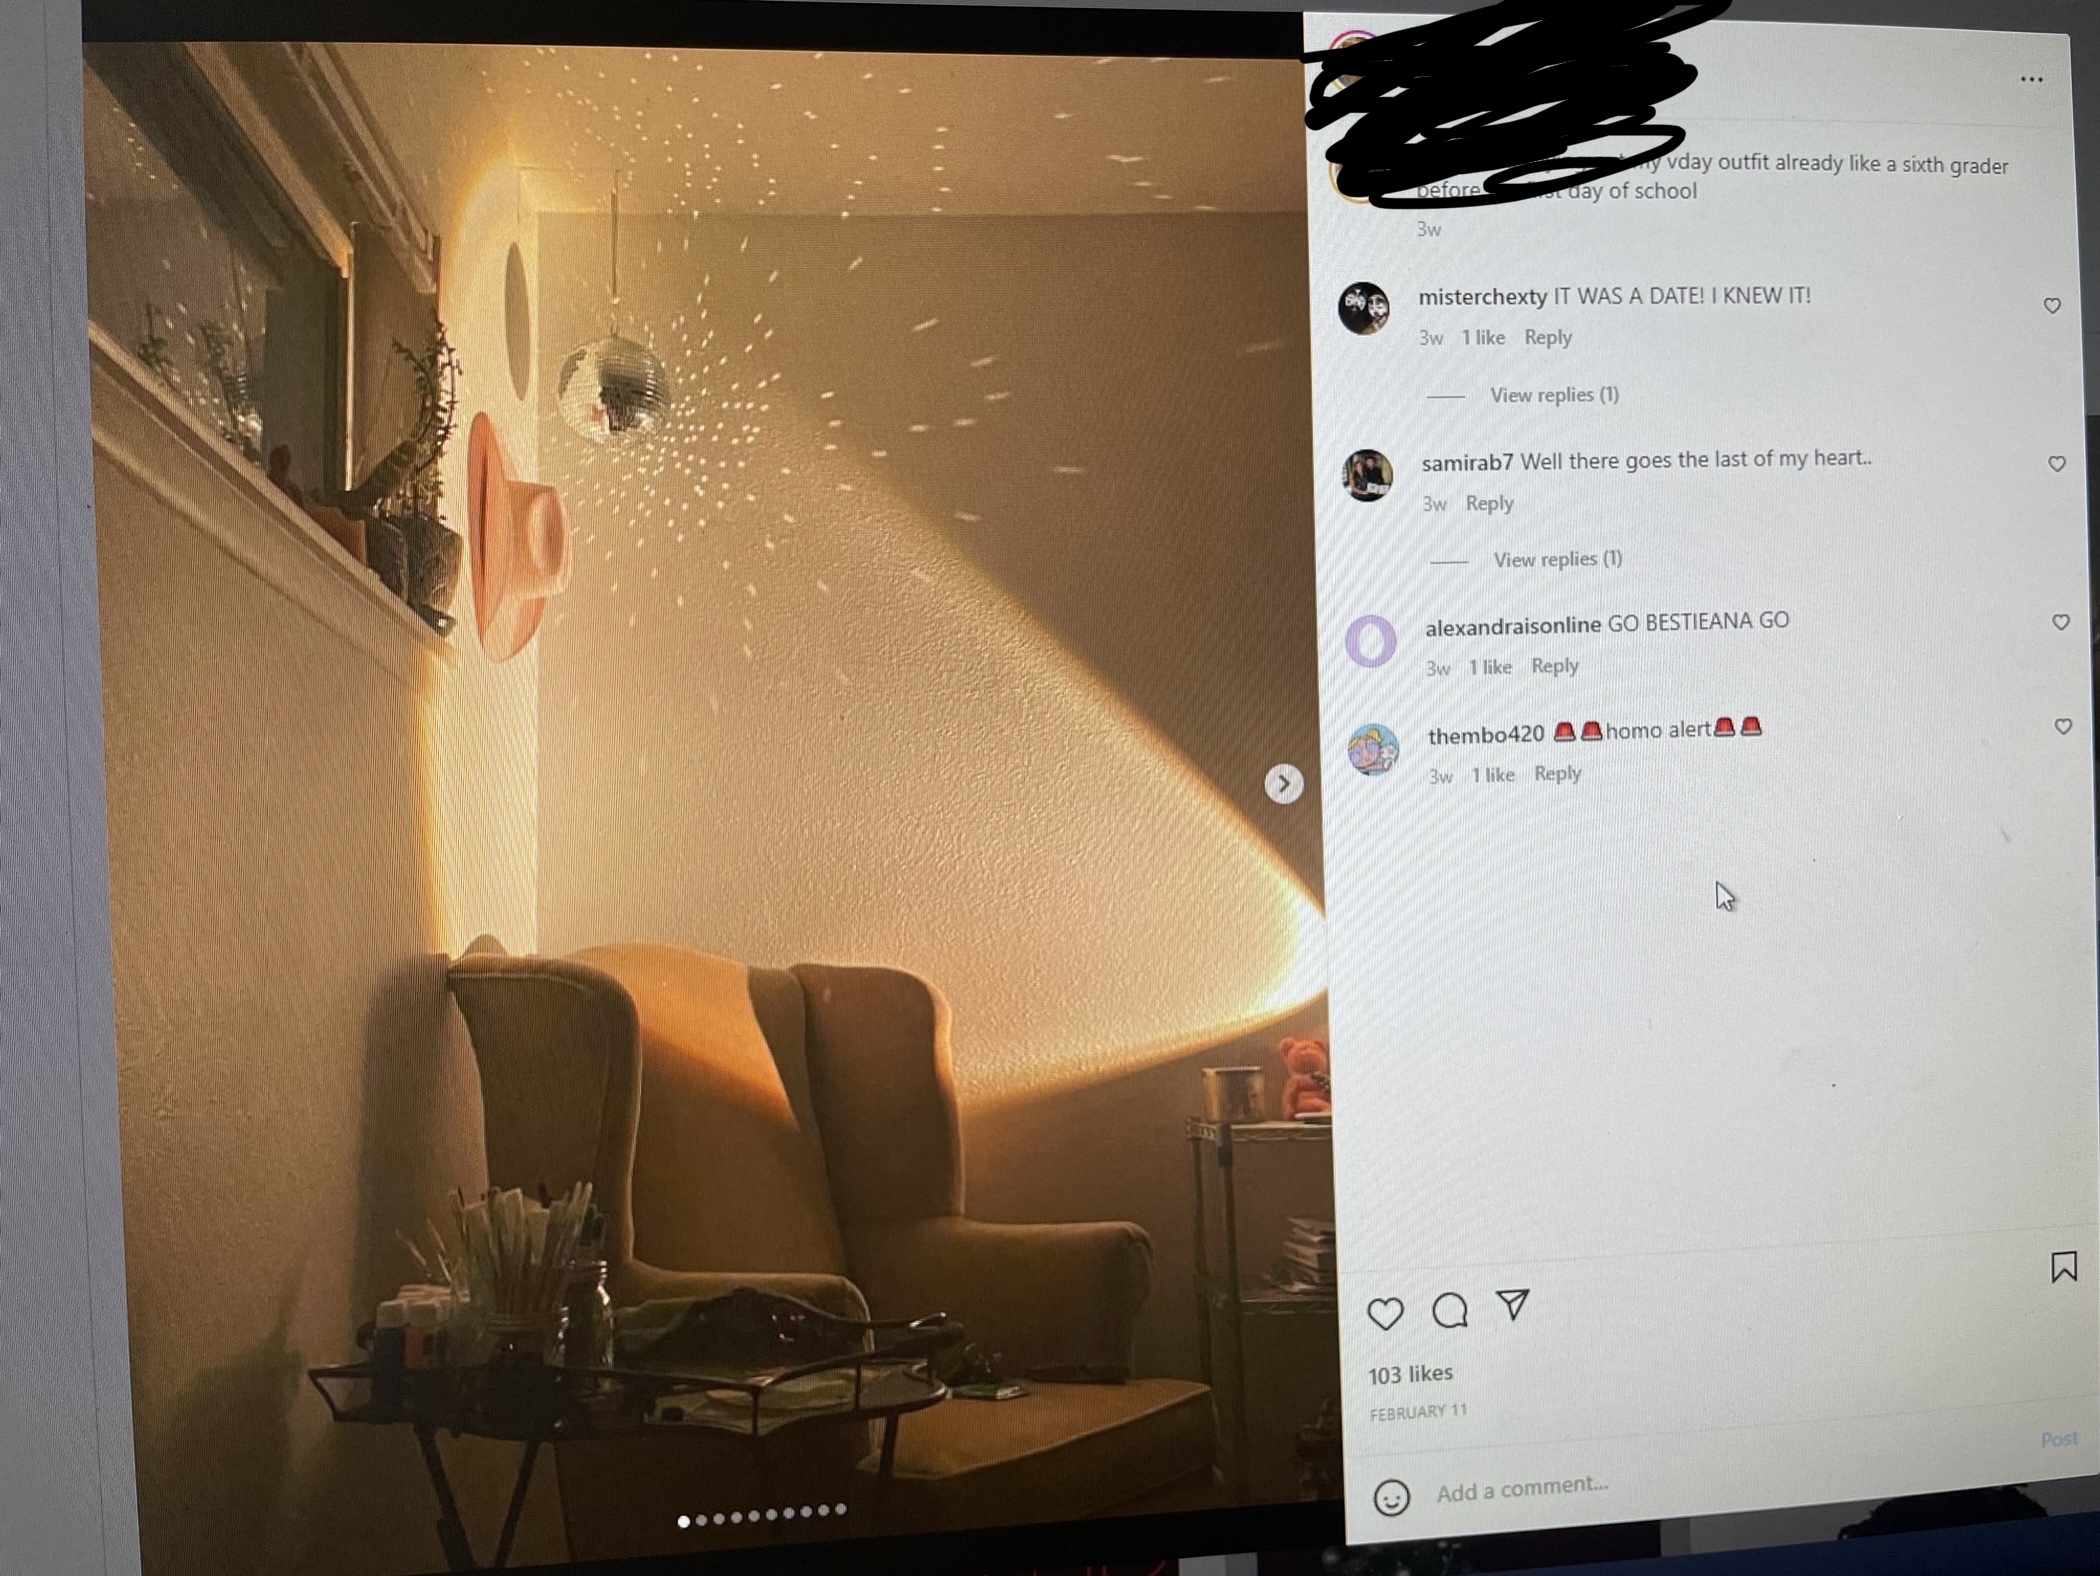 vday outfit already like a sixth grader
before day of school
3w
misterchexty IT WAS A DATE! I KNEW IT!
3w 1 like Reply
View replies (1)
samirab7 Well there goes the last of my heart..
3w Reply
View replies (1)
alexandraisonline GO BESTIEANA GO
3w 1 like Reply
thembo420 🚨🚨homo alert🚨🚨
3w 1 like Reply
103 likes
FEBRUARY 11
Add a comment... Post